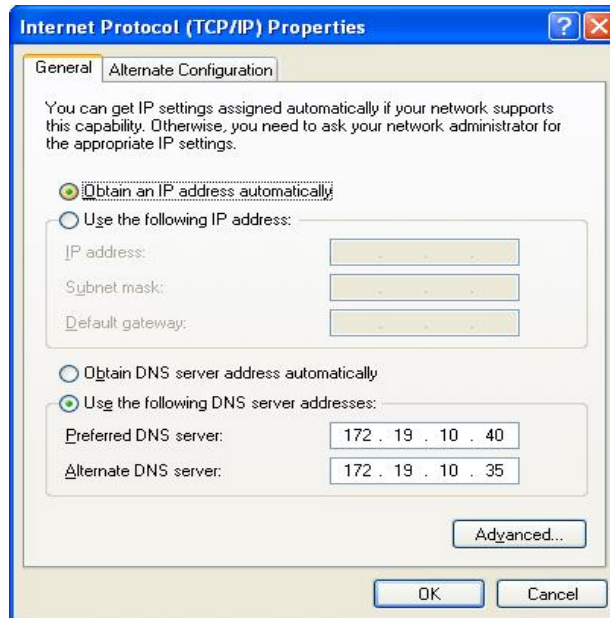 Internet Protocol (TCP/IP) Properties
General
Alternate Configuration
You can get IP settings assigned automatically if your network supports
this capability. Otherwise, you need to ask your network administrator for
the appropriate IP settings.
Obtain an IP address automatically
Use the following IP address:
IP address:
Subnet mask:
Default gateway:
Obtain DNS server address automatically
Use the following DNS server addresses:
Preferred DNS server: 172 . 19 . 10 . 40
Alternate DNS server: 172 . 19 . 10 . 35
Advanced...
OK
Cancel